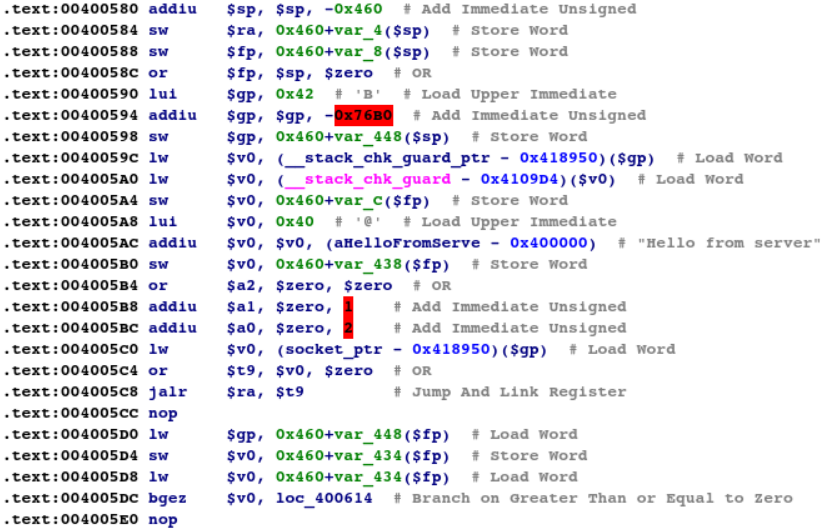 .text:00400580 addiu $sp, $sp, -0x460 # Add Immediate Unsigned
.text:00400584 sw $ra, 0x460+var_4($sp) # Store Word
.text:00400588 sw $fp, 0x460+var_8($sp) # Store Word
.text:0040058C or $fp, $sp, $zero # OR
.text:00400590 lui $gp, 0x42 # 'B' # Load Upper Immediate
.text:00400594 addiu $gp, $gp, -0x76B0 # Add Immediate Unsigned
.text:00400598 sw $gp, 0x460+var_448($sp) # Store Word
.text:0040059C lw $v0, (__stack_chk_guard_ptr - 0x418950)($gp) # Load Word
.text:004005A0 lw $v0, (__stack_chk_guard - 0x4109D4)($v0) # Load Word
.text:004005A4 sw $v0, 0x460+var_C($fp) # Store Word
.text:004005A8 lui $v0, 0x40 # '@' # Load Upper Immediate
.text:004005AC addiu $v0, $v0, (aHelloFromServe - 0x400000) # "Hello from server"
.text:004005B0 sw $v0, 0x460+var_438($fp) # Store Word
.text:004005B4 or $a2, $zero, $zero # OR
.text:004005B8 addiu $a1, $zero, 1 # Add Immediate Unsigned
.text:004005BC addiu $a0, $zero, 2 # Add Immediate Unsigned
.text:004005C0 lw $v0, (socket_ptr - 0x418950)($gp) # Load Word
.text:004005C4 or $t9, $v0, $zero # OR
.text:004005C8 jalr $ra, $t9 # Jump And Link Register
.text:004005CC nop
.text:004005D0 lw $gp, 0x460+var_448($fp) # Load Word
.text:004005D4 sw $v0, 0x460+var_434($fp) # Store Word
.text:004005D8 lw $v0, 0x460+var_434($fp) # Load Word
.text:004005DC bgez $v0, loc_400614 # Branch on Greater Than or Equal to Zero
.text:004005E0 nop